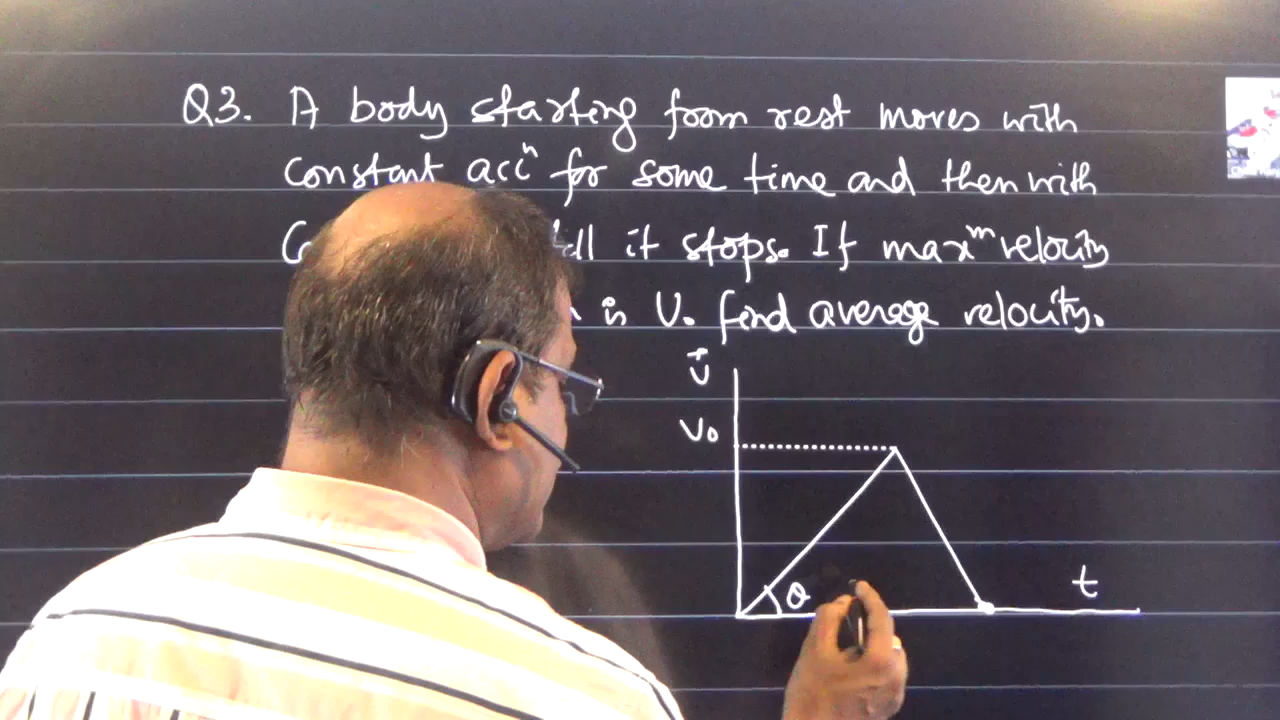 Q3. A body starting from rest moves with
constant accⁿ for some time and then with
till it stops. If maxᵐ velocity
is V₀ find average velocity.
v⃗
V₀
θ
t